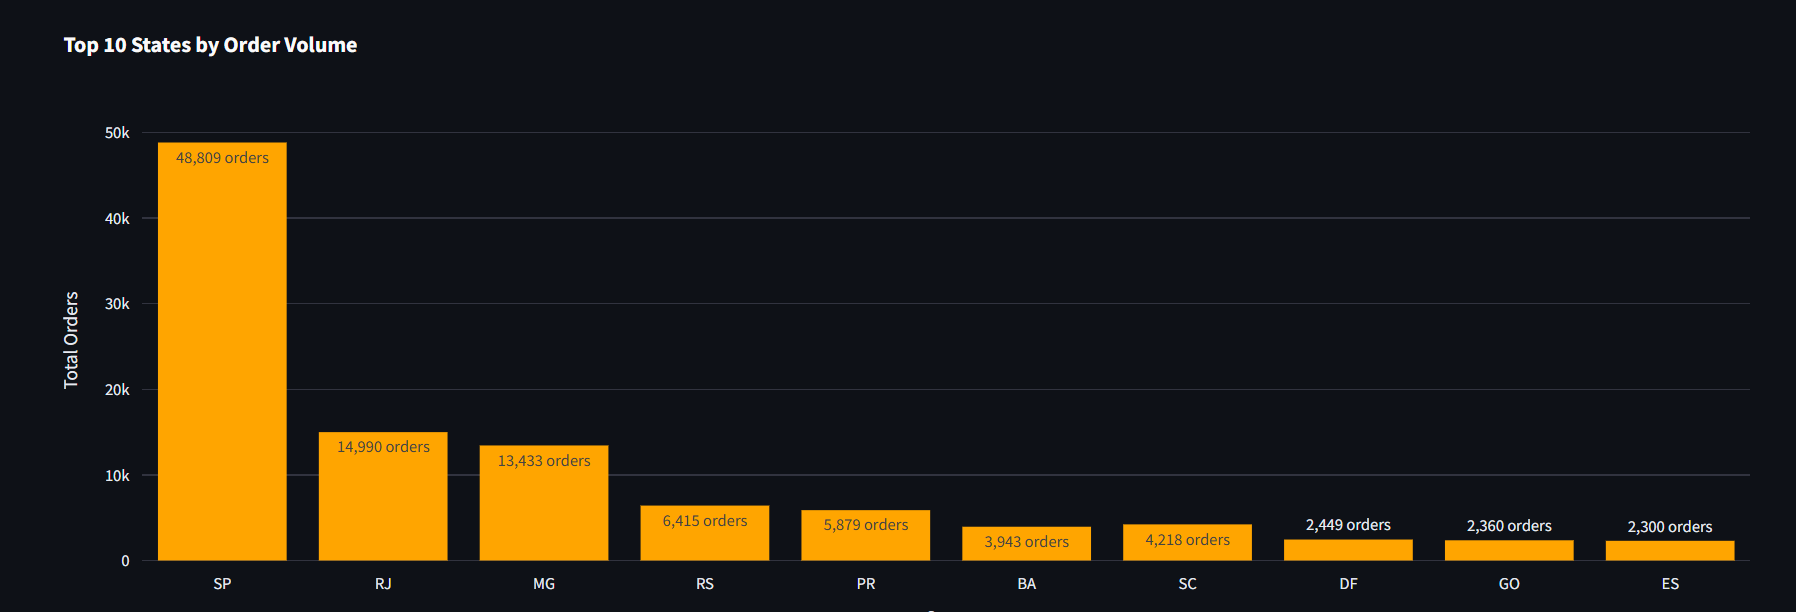 Top 10 States by Order Volume
50k
40k
30k
20k
10k
0
Total Orders
48,809 orders
14,990 orders
13,433 orders
6,415 orders
5,879 orders
3,943 orders
4,218 orders
2,449 orders
2,360 orders
2,300 orders
SP RJ MG RS PR BA SC DF GO ES